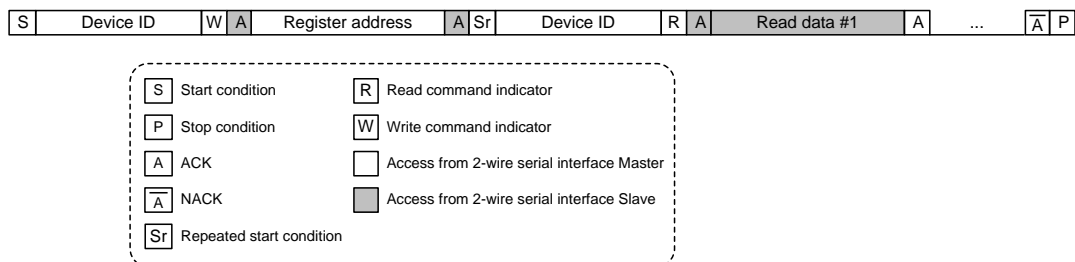 S Device ID W A Register address A Sr Device ID R A Read data #1 A ... A̅ P
S Start condition R Read command indicator
P Stop condition W Write command indicator
A ACK Access from 2-wire serial interface Master
A̅ NACK Access from 2-wire serial interface Slave
Sr Repeated start condition